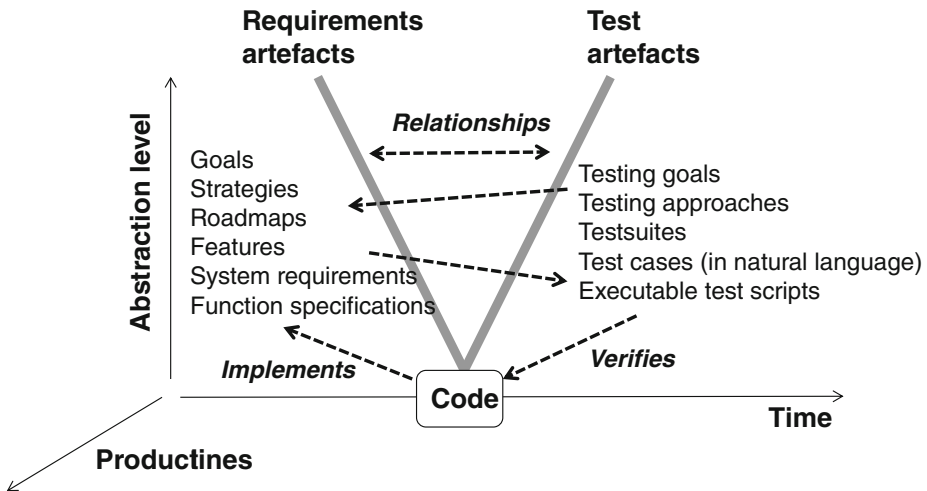 Requirements
artefacts
Test
artefacts
Relationships
Abstraction level
Goals
Strategies
Roadmaps
Features
System requirements
Function specifications
Testing goals
Testing approaches
Testsuites
Test cases (in natural language)
Executable test scripts
Implements
Verifies
Code
Time
Productines